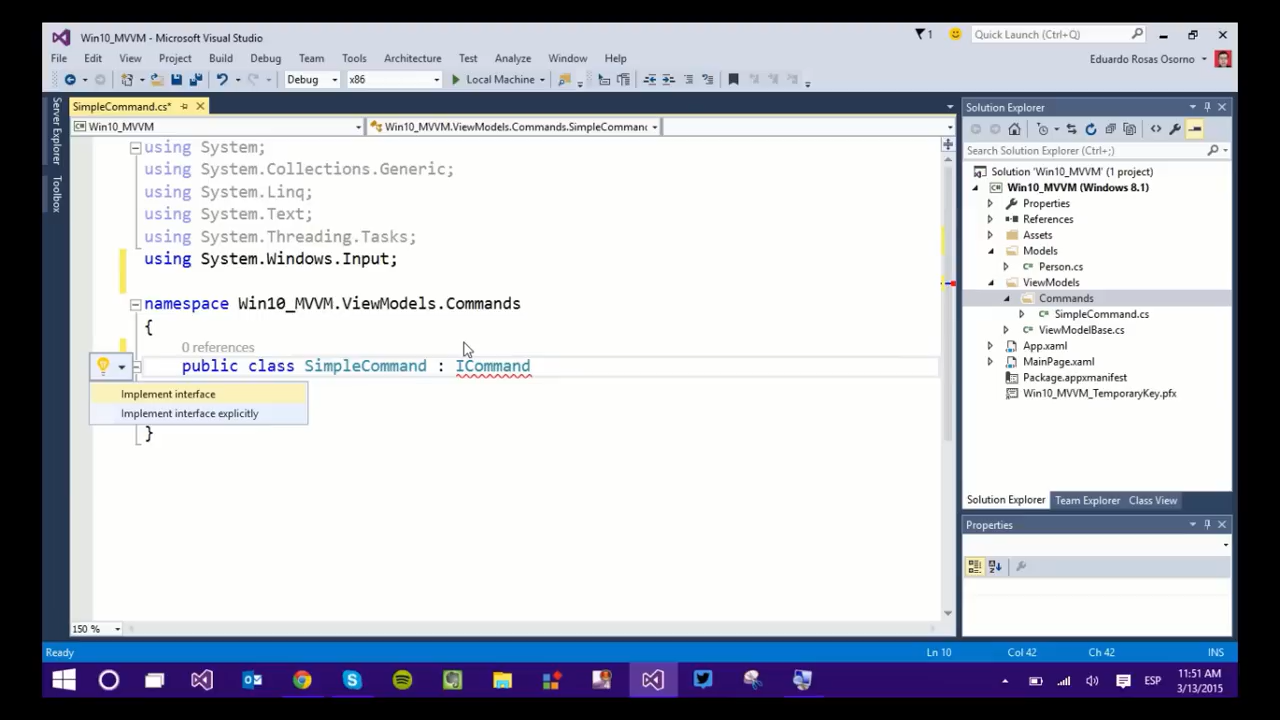 Win10_MVVM - Microsoft Visual Studio
1
Quick Launch (Ctrl+Q)
File Edit View Project Build Debug Team Tools Architecture Test Analyze Window Help
Eduardo Rosas Osorno
Debug x86 Local Machine
Server Explorer
Toolbox
SimpleCommand.cs*
Win10_MVVM Win10_MVVM.ViewModels.Commands.SimpleComman
using System;
using System.Collections.Generic;
using System.Linq;
using System.Text;
using System.Threading.Tasks;
using System.Windows.Input;
namespace Win10_MVVM.ViewModels.Commands
{
0 references
public class SimpleCommand : ICommand
Implement interface
Implement interface explicitly
}
150 %
Solution Explorer
Search Solution Explorer (Ctrl+;)
Solution 'Win10_MVVM' (1 project)
Win10_MVVM (Windows 8.1)
Properties
References
Assets
Models
Person.cs
ViewModels
Commands
SimpleCommand.cs
ViewModelBase.cs
App.xaml
MainPage.xaml
Package.appxmanifest
Win10_MVVM_TemporaryKey.pfx
Solution Explorer Team Explorer Class View
Properties
Ready Ln 10 Col 42 Ch 42 INS
ESP
11:51 AM
3/13/2015